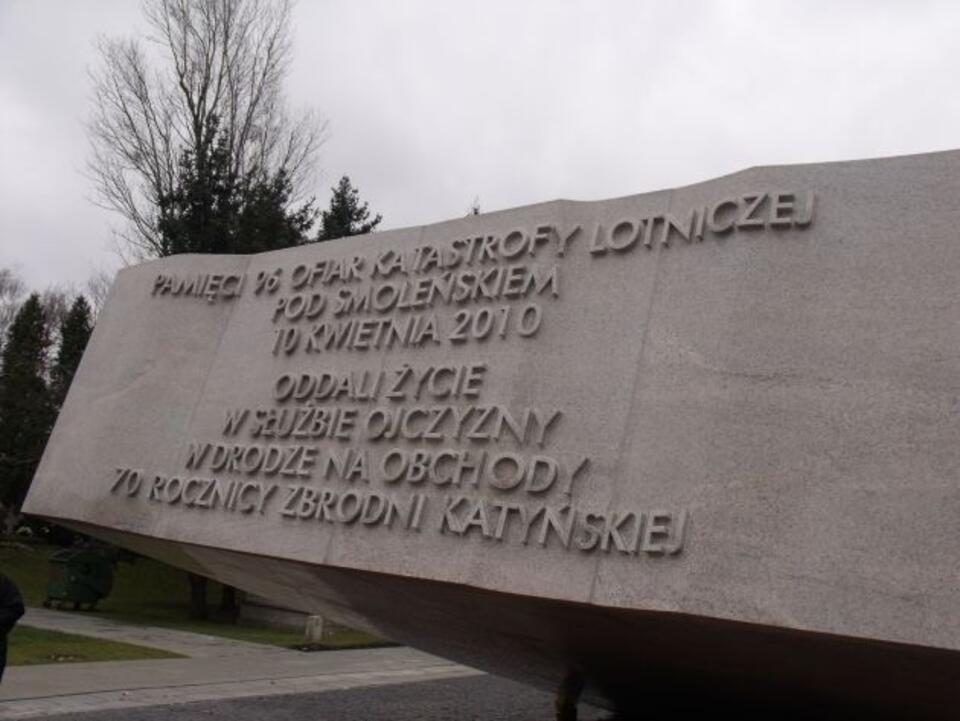 PAMIĘCI 96 OFIAR KATASTROFY LOTNICZEJ
POD SMOLEŃSKIEM
10 KWIETNIA 2010
ODDALI ŻYCIE
W SŁUŻBIE OJCZYZNY
W DRODZE NA OBCHODY
70 ROCZNICY ZBRODNI KATYŃSKIEJ